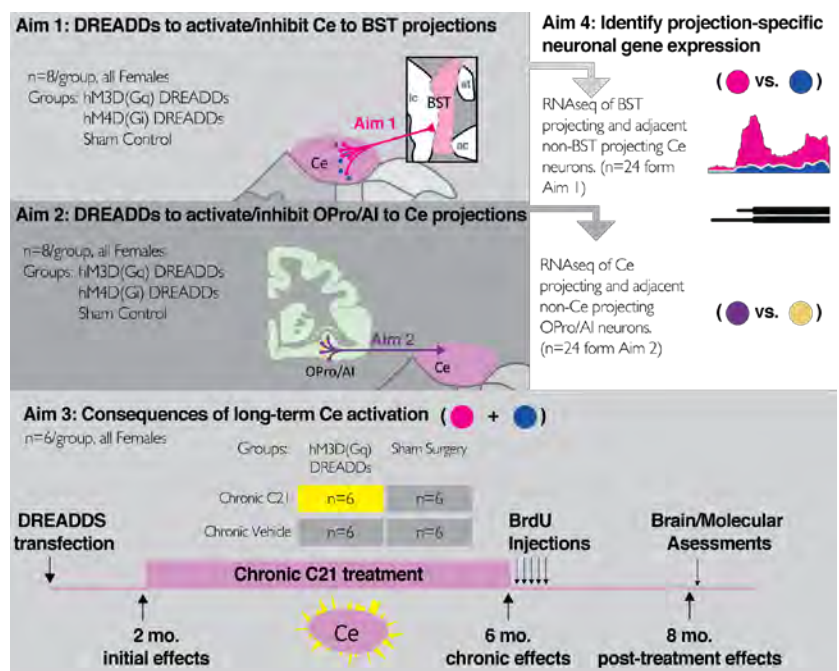 Aim 1: DREADDs to activate/inhibit Ce to BST projections
n=8/group, all Females
Groups: hM3D(Gq) DREADDs
hM4D(Gi) DREADDs
Sham Control
Aim 1
Ce
BST
ic
st
ac
Aim 2: DREADDs to activate/inhibit OPro/AI to Ce projections
n=8/group, all Females
Groups: hM3D(Gq) DREADDs
hM4D(Gi) DREADDs
Sham Control
Aim 2
OPro/AI
Ce
Aim 4: Identify projection-specific
neuronal gene expression
RNAseq of BST
projecting and adjacent
non-BST projecting Ce
neurons. (n=24 form
Aim 1)
( vs. )
RNAseq of Ce
projecting and adjacent
non-Ce projecting
OPro/AI neurons.
(n=24 form Aim 2)
( vs. )
Aim 3: Consequences of long-term Ce activation ( + )
n=6/group, all Females
Groups: hM3D(Gq) Sham Surgery
DREADDs
Chronic C21 n=6 n=6
Chronic Vehicle n=6 n=6
DREADDS
transfection
BrdU
Injections
Brain/Molecular
Asessments
Chronic C21 treatment
Ce
2 mo.
initial effects
6 mo.
chronic effects
8 mo.
post-treatment effects